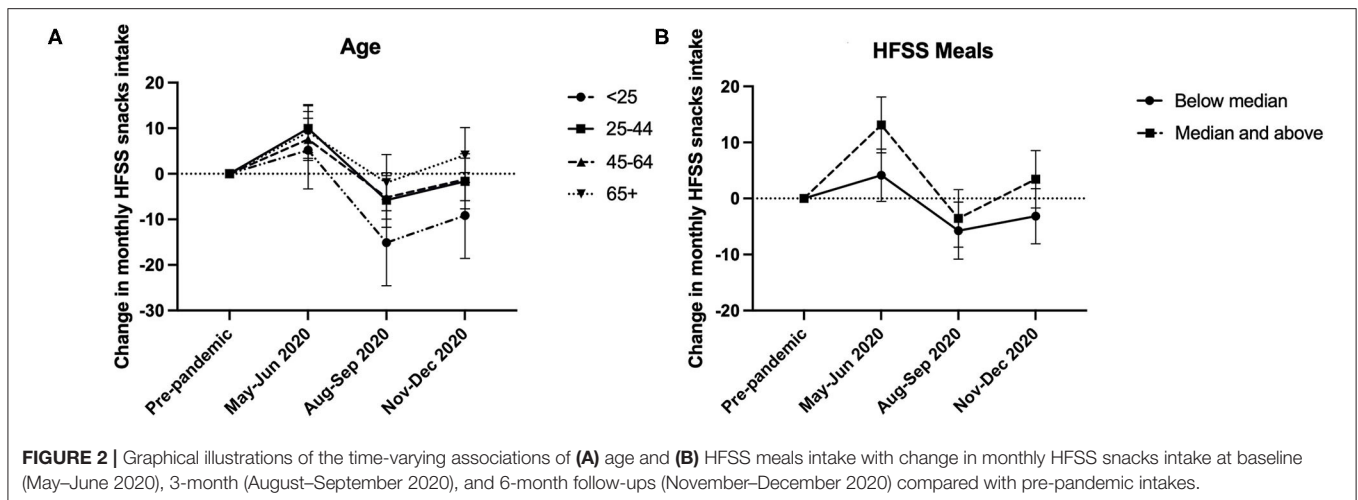 A
Age
Change in monthly HFSS snacks intake
20
10
0
-10
-20
-30
Pre-pandemic
May-Jun 2020
Aug-Sep 2020
Nov-Dec 2020
<25
25-44
45-64
65+
B
HFSS Meals
Change in monthly HFSS snacks intake
20
10
0
-10
-20
Pre-pandemic
May-Jun 2020
Aug-Sep 2020
Nov-Dec 2020
Below median
Median and above
FIGURE 2 | Graphical illustrations of the time-varying associations of (A) age and (B) HFSS meals intake with change in monthly HFSS snacks intake at baseline
(May–June 2020), 3-month (August–September 2020), and 6-month follow-ups (November–December 2020) compared with pre-pandemic intakes.